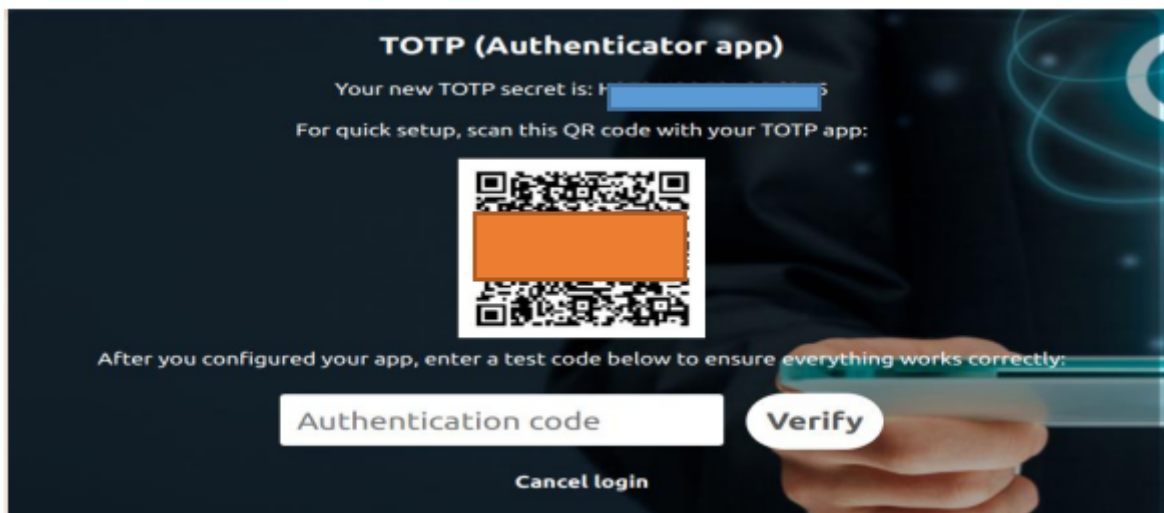 TOTP (Authenticator app)
Your new TOTP secret is:
For quick setup, scan this QR code with your TOTP app:
After you configured your app, enter a test code below to ensure everything works correctly:
Authentication code
Verify
Cancel login